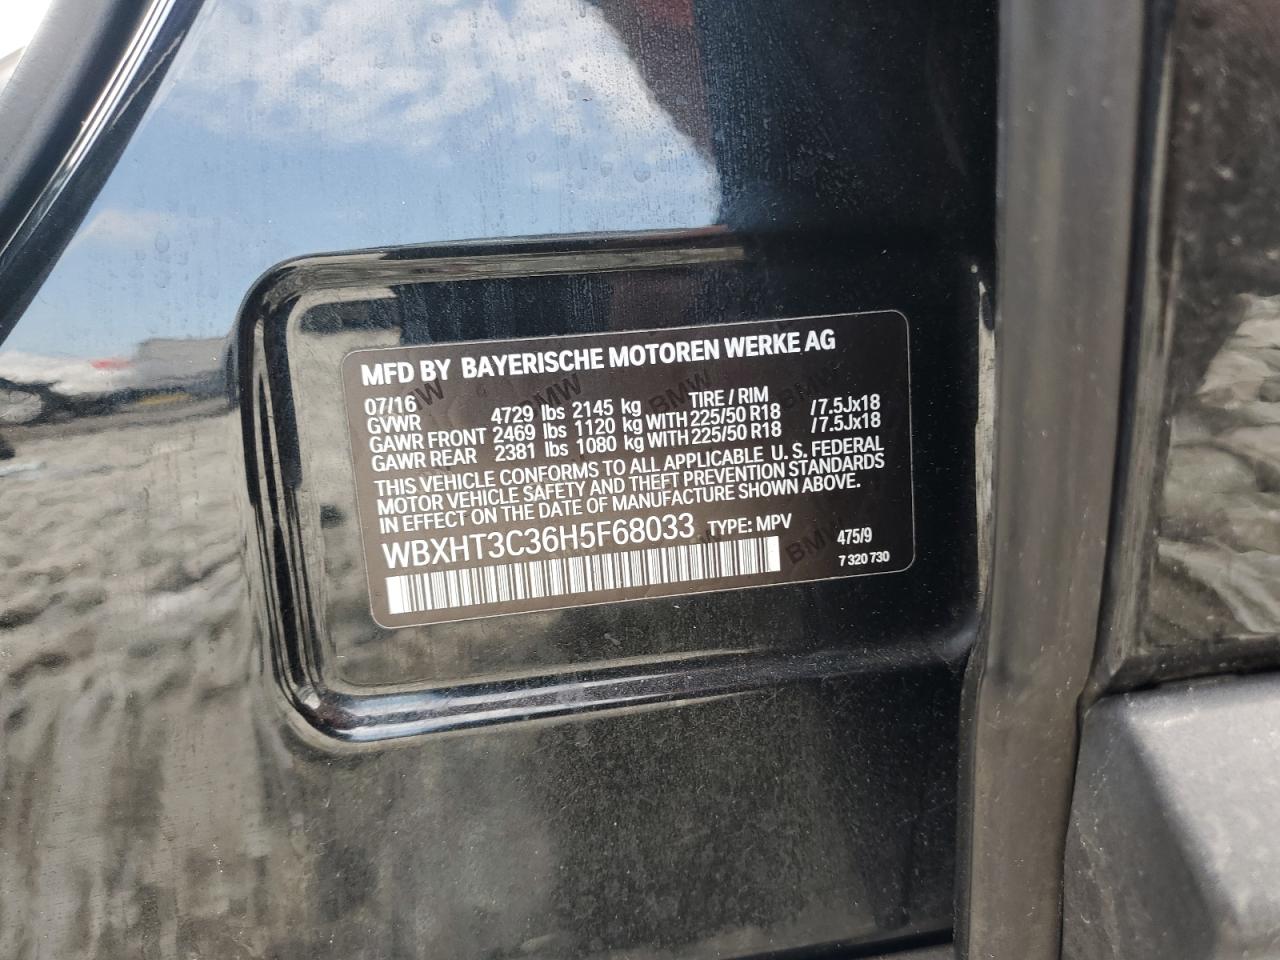 MFD BY BAYERISCHE MOTOREN WERKE AG
07/16 TIRE / RIM
GVWR 4729 lbs 2145 kg
GAWR FRONT 2469 lbs 1120 kg WITH 225/50 R18 /7.5Jx18
GAWR REAR 2381 lbs 1080 kg WITH 225/50 R18 /7.5Jx18
THIS VEHICLE CONFORMS TO ALL APPLICABLE U. S. FEDERAL
MOTOR VEHICLE SAFETY AND THEFT PREVENTION STANDARDS
IN EFFECT ON THE DATE OF MANUFACTURE SHOWN ABOVE.
WBXHT3C36H5F68033 TYPE: MPV
475/9
7 320 730